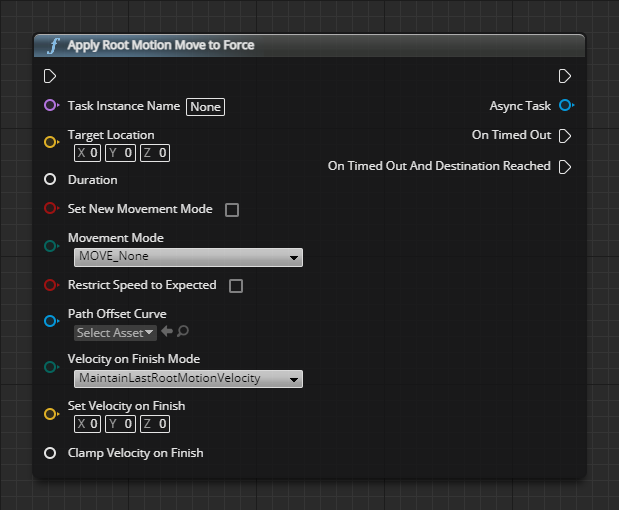 f Apply Root Motion Move to Force
Task Instance Name None Async Task
Target Location On Timed Out
X 0 Y 0 Z 0
On Timed Out And Destination Reached
Duration
Set New Movement Mode
Movement Mode
MOVE_None
Restrict Speed to Expected
Path Offset Curve
Select Asset
Velocity on Finish Mode
MaintainLastRootMotionVelocity
Set Velocity on Finish
X 0 Y 0 Z 0
Clamp Velocity on Finish